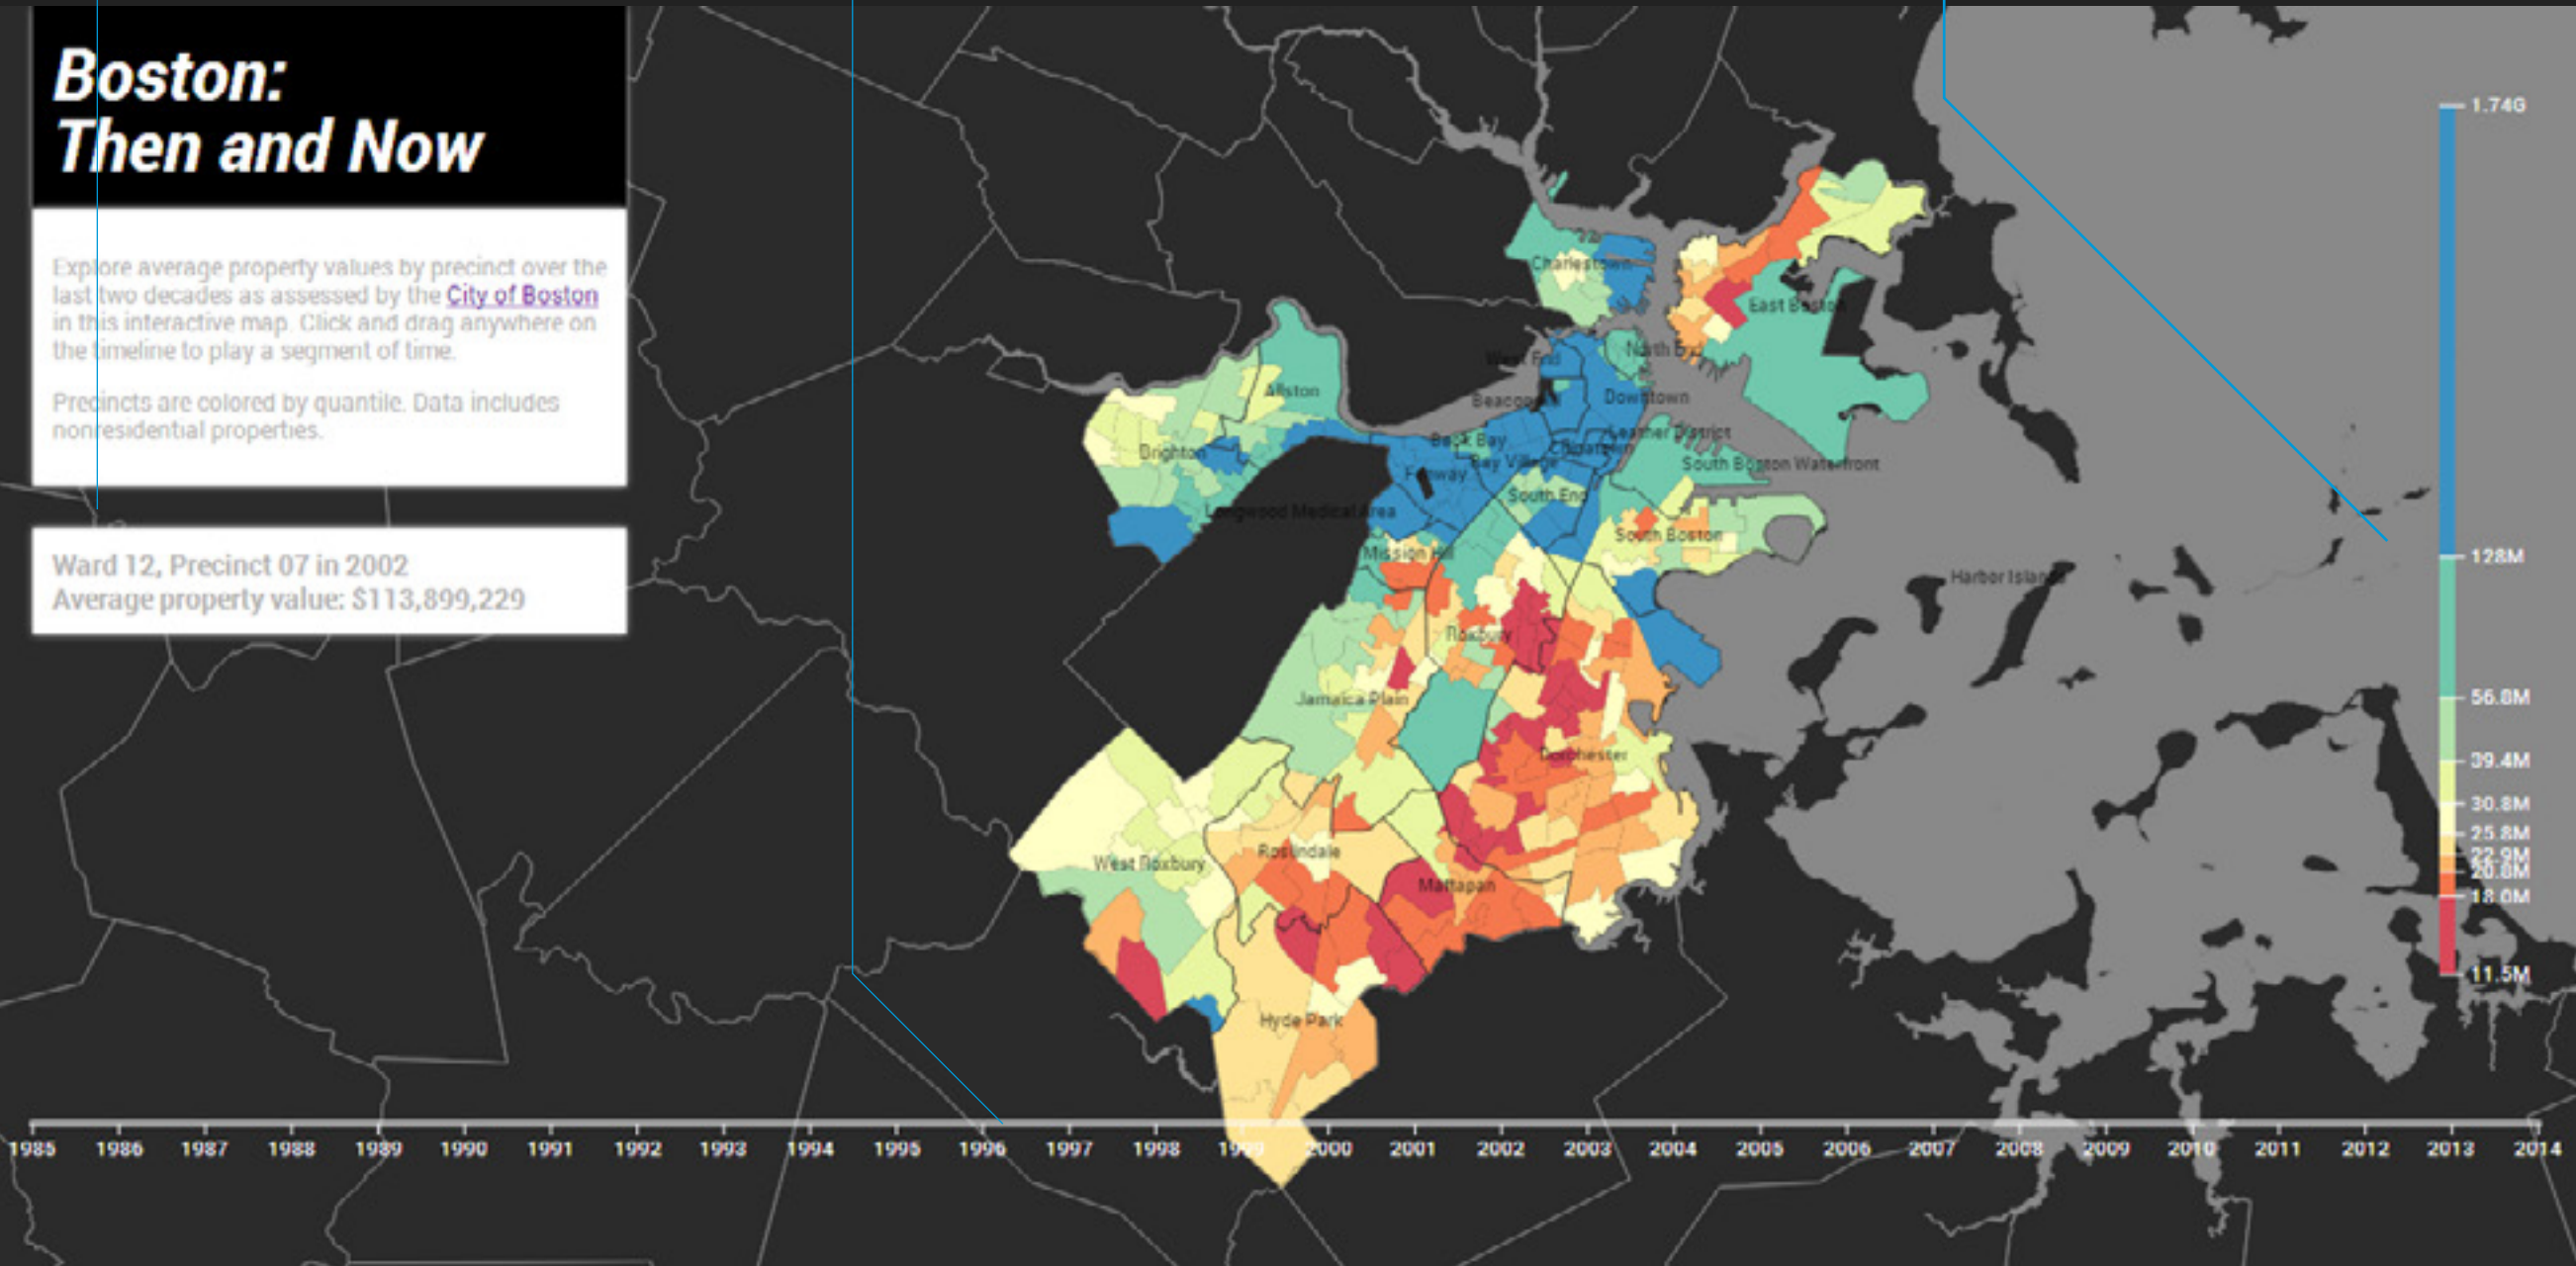 Boston:
Then and Now
Explore average property values by precinct over the
last two decades as assessed by the City of Boston
in this interactive map. Click and drag anywhere on
the timeline to play a segment of time.
Precincts are colored by quantile. Data includes
nonresidential properties.
Ward 12, Precinct 07 in 2002
Average property value: $113,899,229
Charlestown
East Boston
West End
North End
Allston
Beacon
Downtown
Leather District
Back Bay
Chinatown
Brighton
Bay Village
South Boston Waterfront
Fenway
South End
Longwood Medical Area
South Boston
Mission Hill
Harbor Islands
Roxbury
Jamaica Plain
Dorchester
Roslindale
West Roxbury
Mattapan
Hyde Park
1.74G
128M
56.8M
39.4M
30.8M
25.8M
22.9M
20.8M
18.0M
11.5M
1985 1986 1987 1988 1989 1990 1991 1992 1993 1994 1995 1996 1997 1998 1999 2000 2001 2002 2003 2004 2005 2006 2007 2008 2009 2010 2011 2012 2013 2014